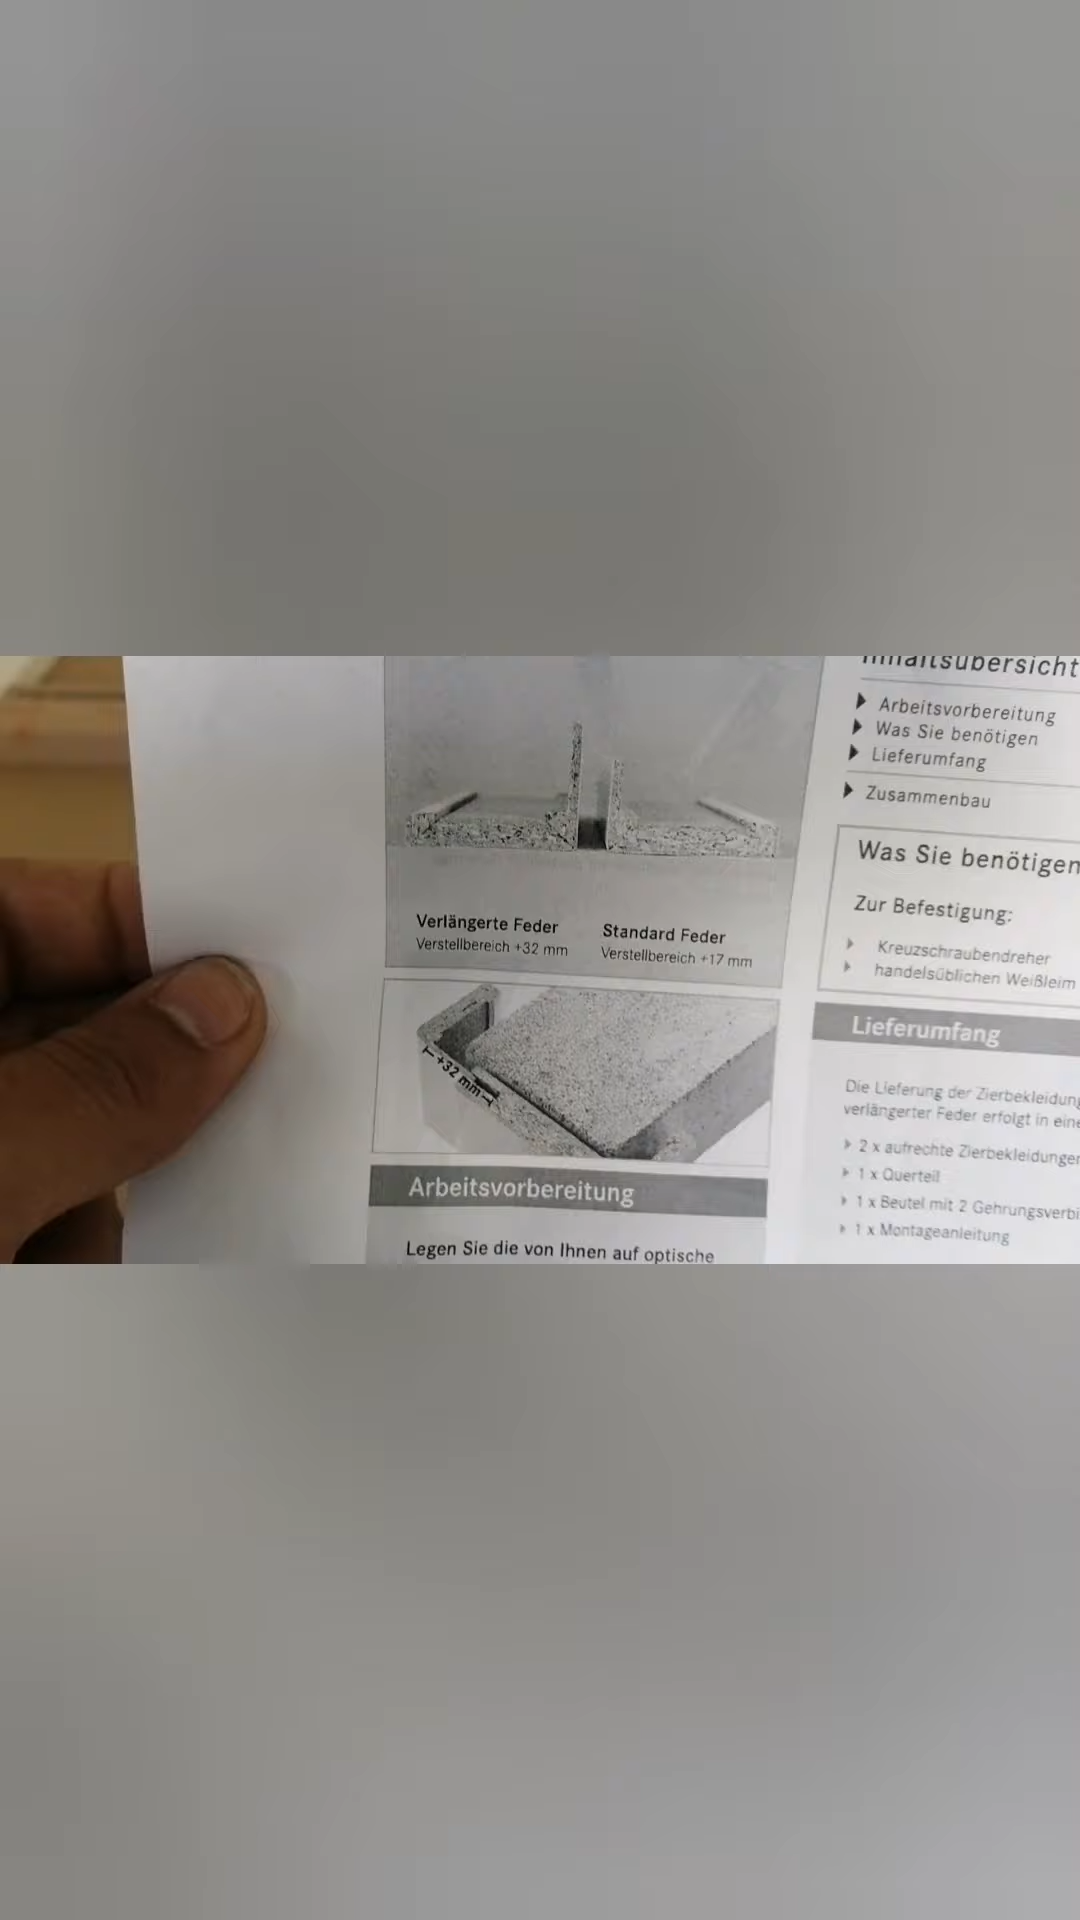 Verlängerte Feder
Verstellbereich +32 mm
Standard Feder
Verstellbereich +17 mm
+32 mm
Arbeitsvorbereitung
Legen Sie die von Ihnen auf optische
Inhaltsübersicht
Arbeitsvorbereitung
Was Sie benötigen
Lieferumfang
Zusammenbau
Was Sie benötigen
Zur Befestigung:
Kreuzschraubendreher
handelsüblichen Weißleim
Lieferumfang
Die Lieferung der Zierbekleidung
verlängerter Feder erfolgt in eine
2 x aufrechte Zierbekleidungen
1 x Querteil
1 x Beutel mit 2 Gehrungsverbi
1 x Montageanleitung